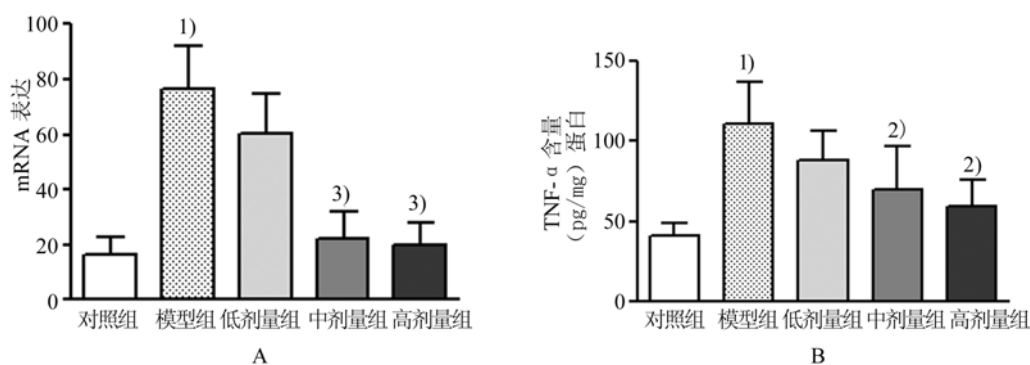 100
80
60
40
20
0
mRNA 表达
1)
3)
3)
对照组 模型组 低剂量组 中剂量组 高剂量组
A
150
100
50
0
TNF-α 含量
(pg/mg) 蛋白
1)
2)
2)
对照组 模型组 低剂量组 中剂量组 高剂量组
B